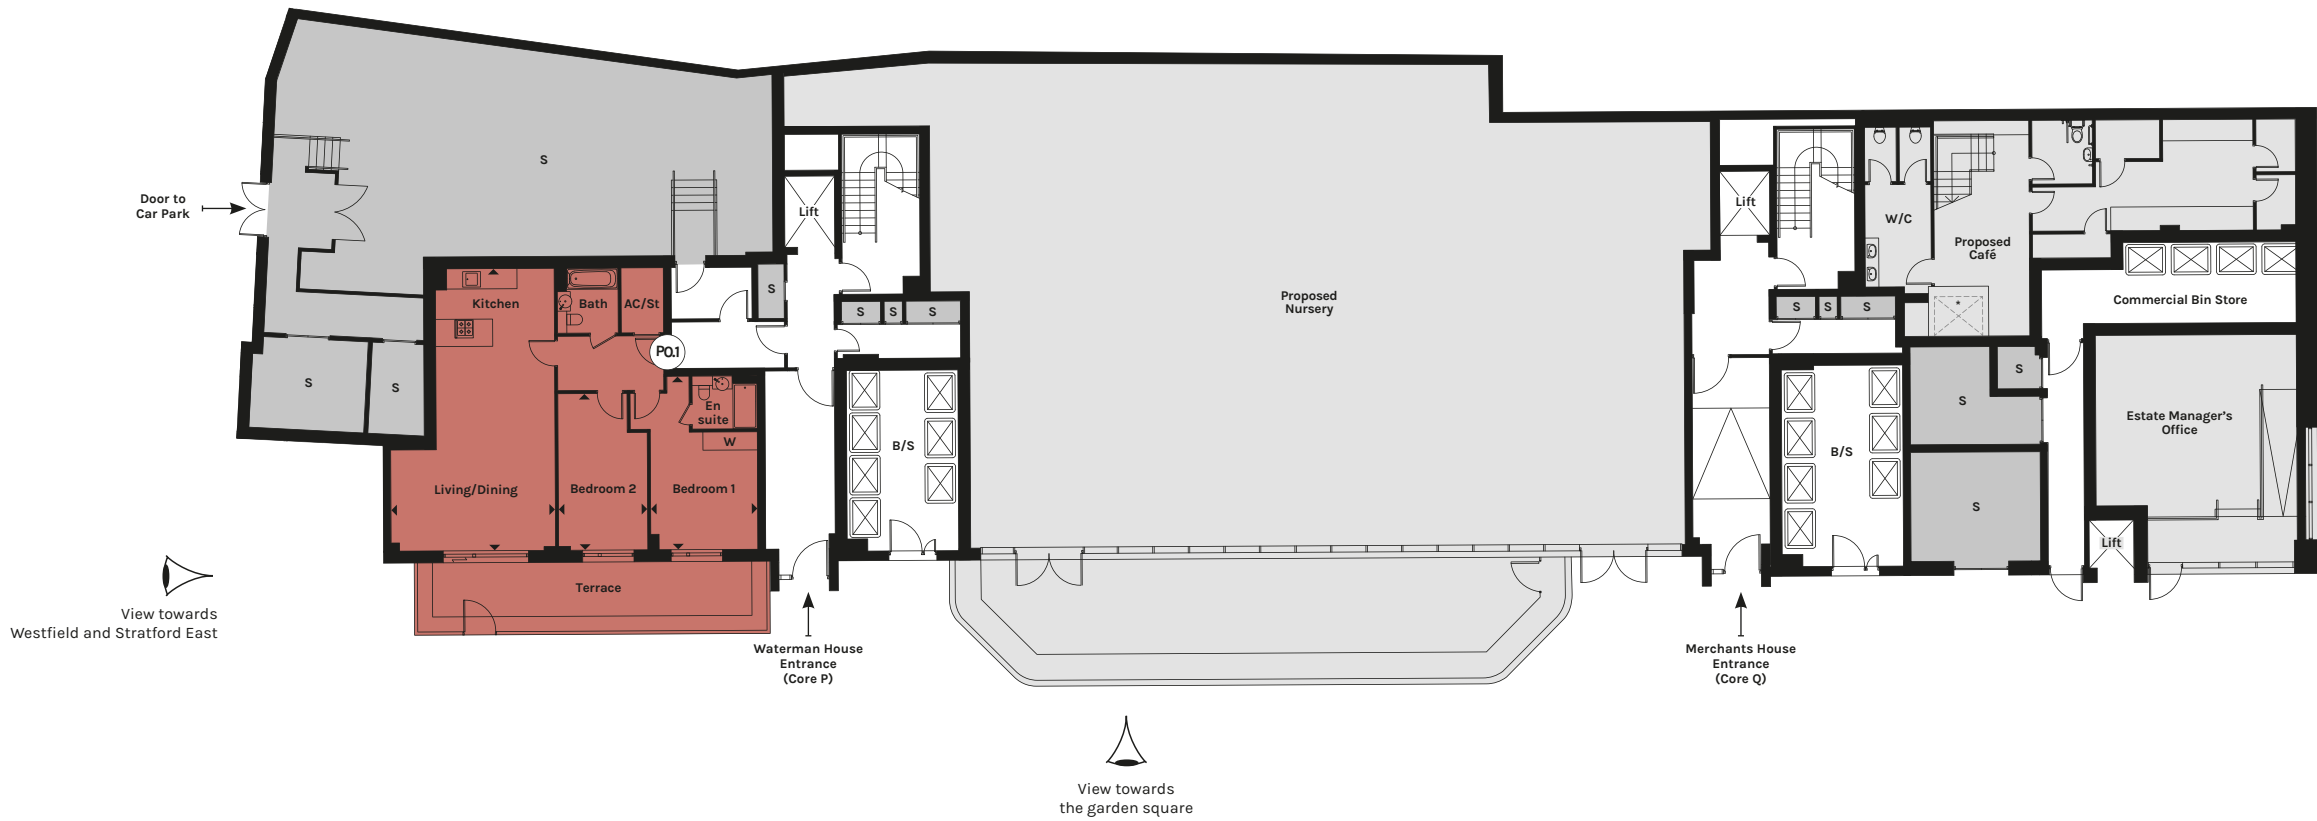 S
Door to
Car Park
Lift
Lift
W/C
Proposed
Café
Kitchen
Bath
AC/St
S
S
S
S
Proposed
Nursery
S
S
S
*
Commercial Bin Store
P0.1
S
S
En
suite
W
B/S
Living/Dining
Bedroom 2
Bedroom 1
B/S
S
S
S
Estate Manager's
Office
Lift
Terrace
View towards
Westfield and Stratford East
Waterman House
Entrance
(Core P)
Merchants House
Entrance
(Core Q)
View towards
the garden square